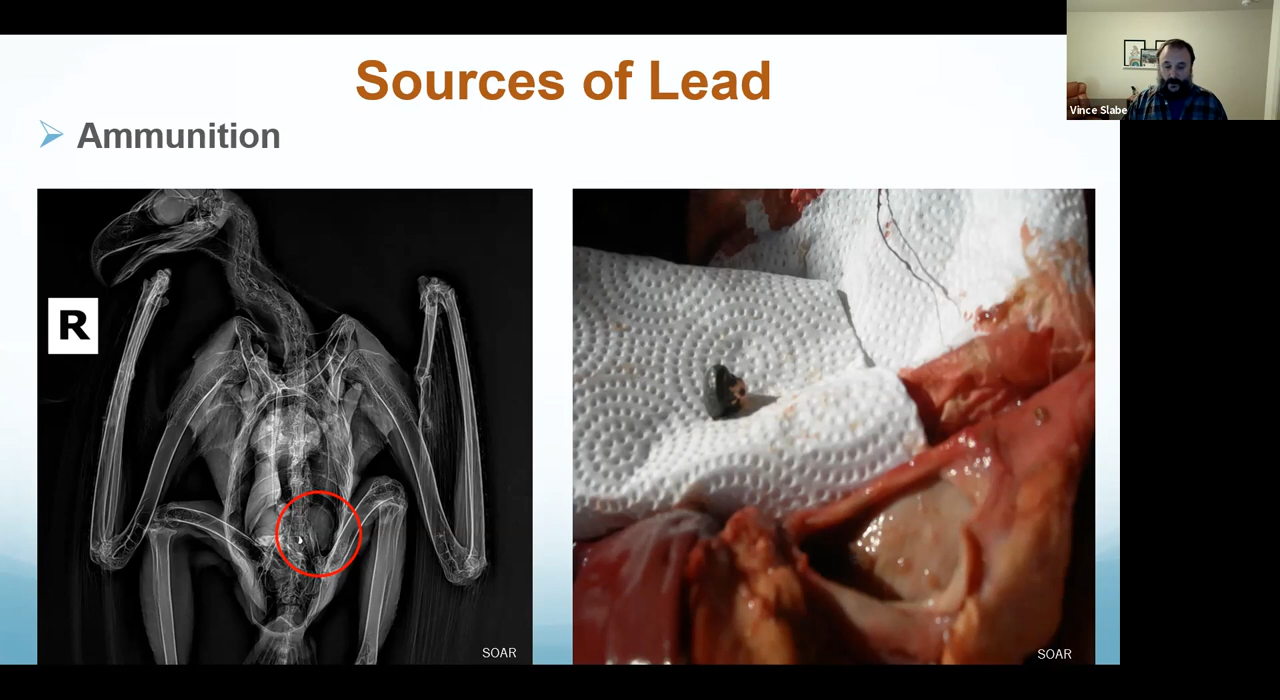 Sources of Lead
Ammunition
R
SOAR
SOAR
Vince Slabe